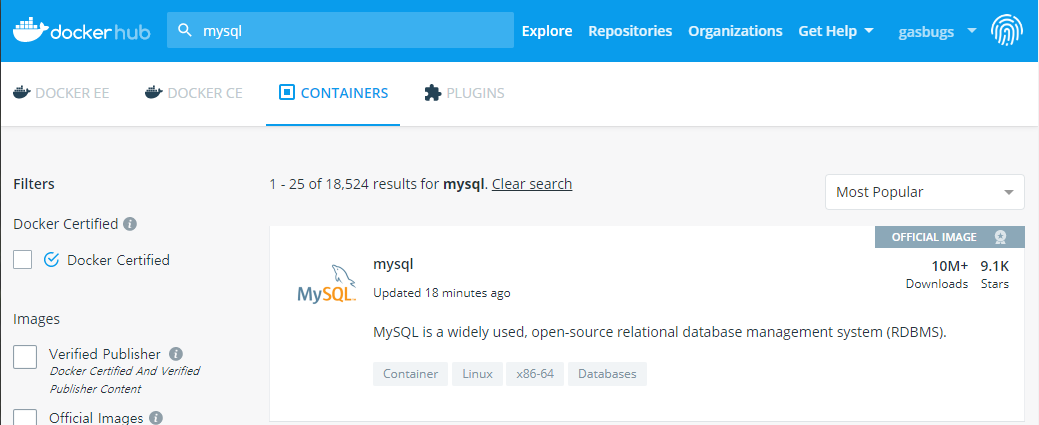 docker hub
mysql
Explore Repositories Organizations Get Help gasbugs
DOCKER EE DOCKER CE CONTAINERS PLUGINS
Filters
1 - 25 of 18,524 results for mysql. Clear search
Most Popular
Docker Certified
Docker Certified
Images
Verified Publisher
Docker Certified And Verified
Publisher Content
Official Images
OFFICIAL IMAGE
MySQL
mysql
Updated 18 minutes ago
10M+ 9.1K
Downloads Stars
MySQL is a widely used, open-source relational database management system (RDBMS).
Container Linux x86-64 Databases